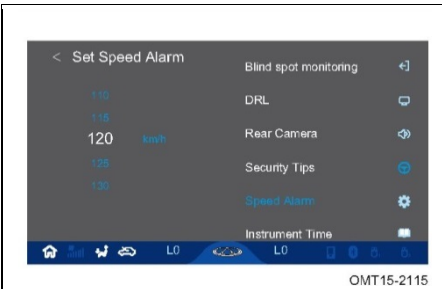 < Set Speed Alarm
110
115
120 km/h
125
130
Blind spot monitoring
DRL
Rear Camera
Security Tips
Speed Alarm
Instrument Time
L0
L0
OMT15-2115